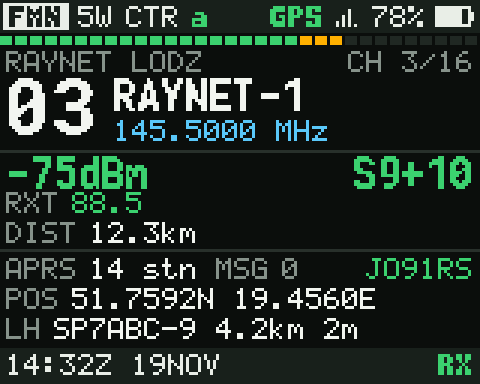 FMN 5W CTR a GPS 78%
RAYNET LODZ CH 3/16
03 RAYNET-1
145.5000 MHz
-75dBm S9+10
RXT 88.5
DIST 12.3km
APRS 14 stn MSG 0 JO91RS
POS 51.7592N 19.4560E
LH SP7ABC-9 4.2km 2m
14:32Z 19NOV RX